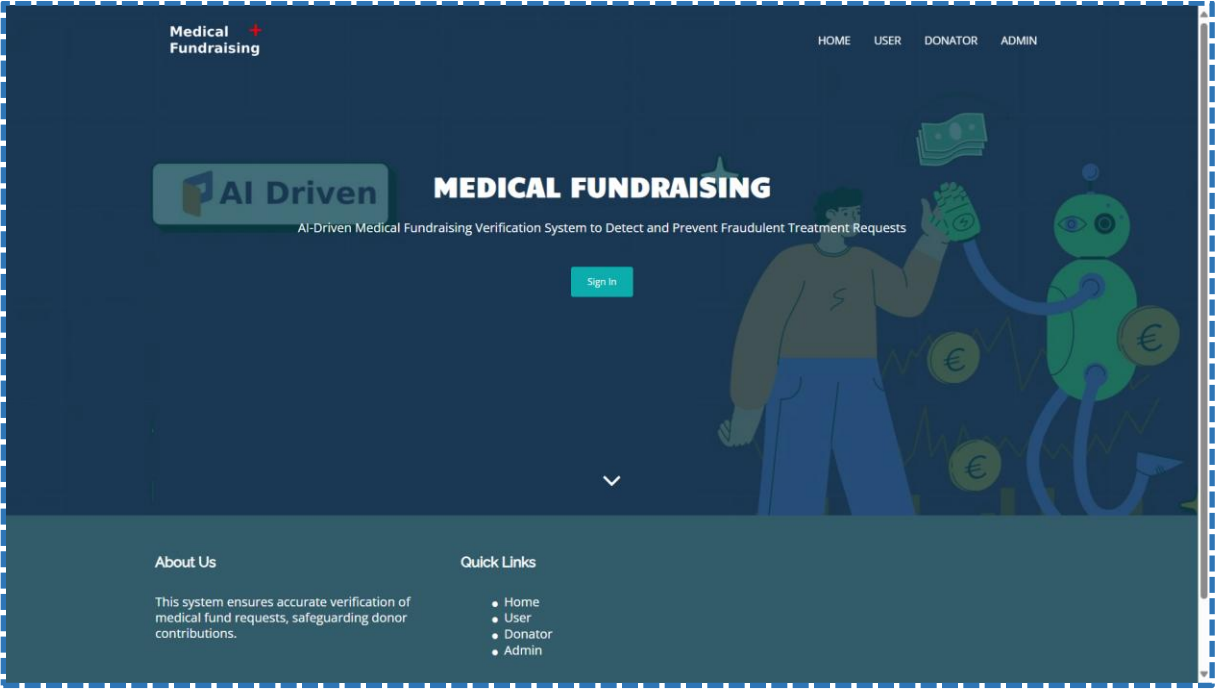 Medical +
Fundraising
HOME USER DONATOR ADMIN
AI Driven
MEDICAL FUNDRAISING
AI-Driven Medical Fundraising Verification System to Detect and Prevent Fraudulent Treatment Requests
Sign In
€
€
€
About Us
This system ensures accurate verification of
medical fund requests, safeguarding donor
contributions.
Quick Links
Home
User
Donator
Admin